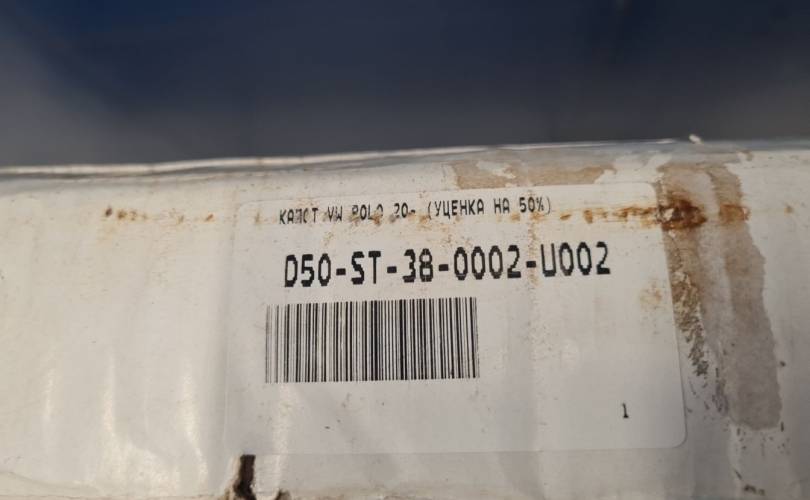 КАПОТ VW POLO 20- (УЦЕНКА НА 50%)
D50-ST-38-0002-U002
1